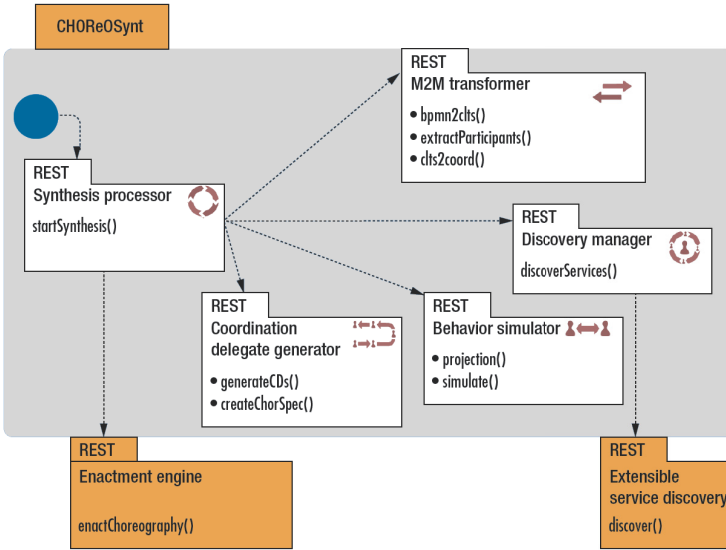 CHOReOSynt
REST
M2M transformer
• bpmn2clts()
• extractParticipants()
• clts2coord()
REST
Synthesis processor
startSynthesis()
REST
Discovery manager
discoverServices()
REST
Coordination
delegate generator
• generateCDs()
• createChorSpec()
REST
Behavior simulator
• projection()
• simulate()
REST
Enactment engine
enactChoreography()
REST
Extensible
service discovery
discover()